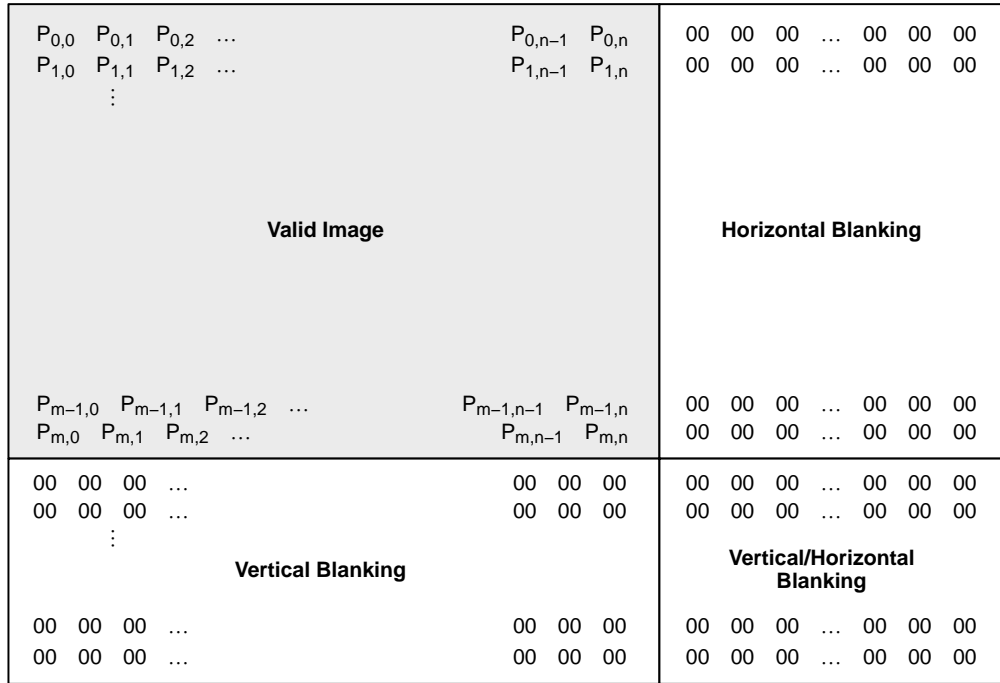 P0,0 P0,1 P0,2 … P0,n–1 P0,n 00 00 00 … 00 00 00
P1,0 P1,1 P1,2 … P1,n–1 P1,n 00 00 00 … 00 00 00
⋮
Valid Image Horizontal Blanking
Pm–1,0 Pm–1,1 Pm–1,2 … Pm–1,n–1 Pm–1,n 00 00 00 … 00 00 00
Pm,0 Pm,1 Pm,2 … Pm,n–1 Pm,n 00 00 00 … 00 00 00
00 00 00 … 00 00 00 00 00 00 … 00 00 00
00 00 00 … 00 00 00 00 00 00 … 00 00 00
⋮
Vertical Blanking
Vertical/Horizontal
Blanking
00 00 00 … 00 00 00 00 00 00 … 00 00 00
00 00 00 … 00 00 00 00 00 00 … 00 00 00